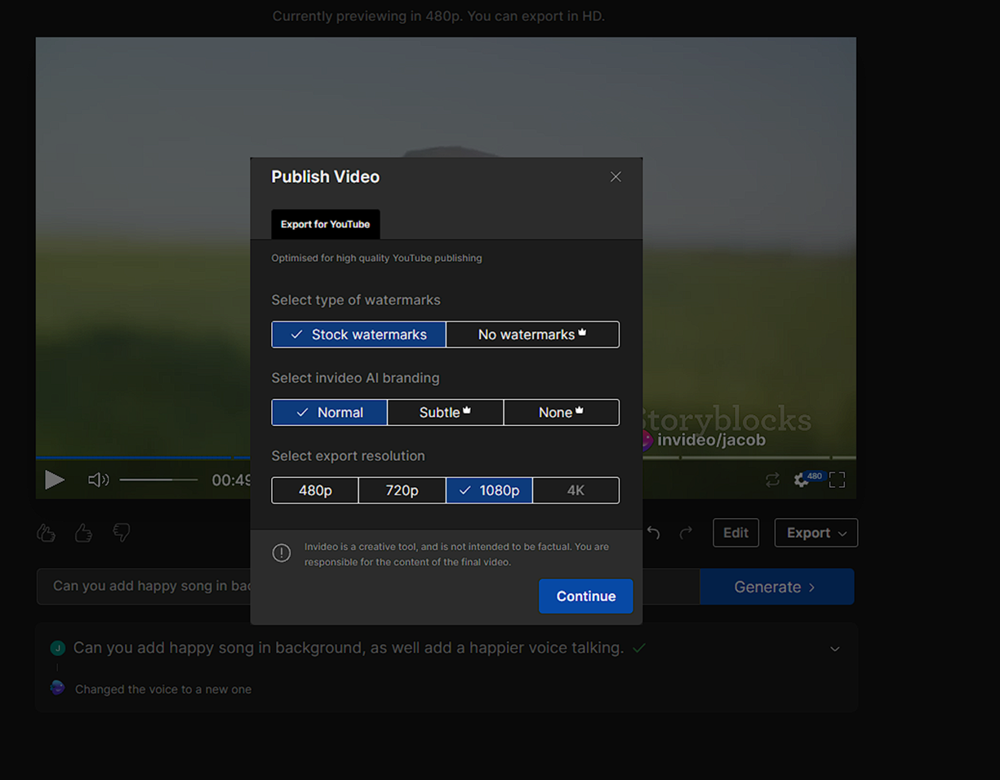 Currently previewing in 480p. You can export in HD.
Publish Video
Export for YouTube
Optimised for high quality YouTube publishing
Select type of watermarks
Stock watermarks
No watermarks
Select invideo AI branding
Normal
Subtle
None
Storyblocks
invideo/jacob
Select export resolution
480p
720p
1080p
4K
00:49
480
Invideo is a creative tool, and is not intended to be factual. You are
responsible for the content of the final video.
Edit
Export
Continue
Can you add happy song in bac
Generate
J
Can you add happy song in background, as well add a happier voice talking.
Changed the voice to a new one